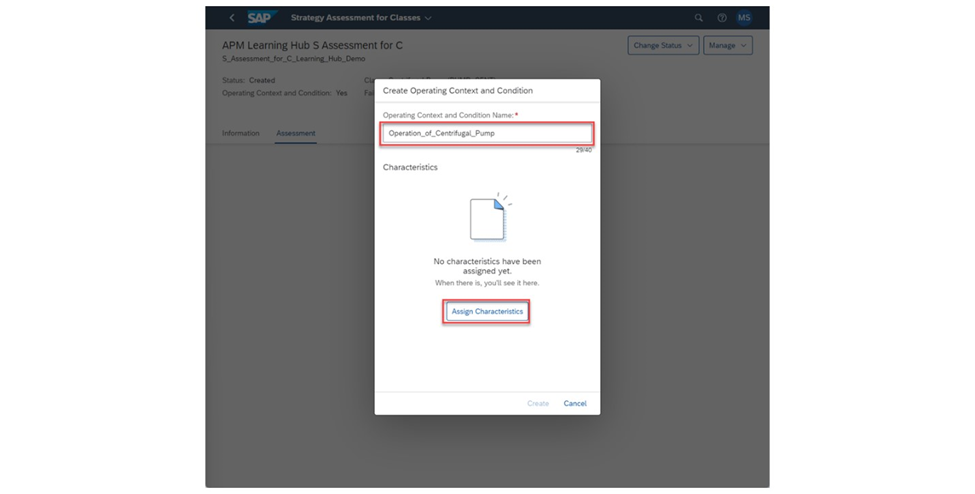 SAP Strategy Assessment for Classes MS
APM Learning Hub S Assessment for C
Change Status Manage
S_Assessment_for_C_Learning_Hub_Demo
Status: Created
Operating Context and Condition: Yes
Information Assessment
Create Operating Context and Condition
Operating Context and Condition Name: *
Operation_of_Centrifugal_Pump
29/40
Characteristics
No characteristics have been
assigned yet.
When there is, you'll see it here.
Assign Characteristics
Create Cancel